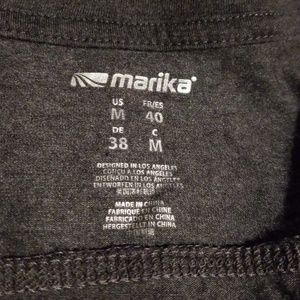 marika
US FR/ES
M 40
DE C
38 M
DESIGNED IN LOS ANGELES
CONÇU A LOS ANGELES
DISEÑADO EN LOS ANGELES
ENTWORFEN IN LOS ANGELES
MADE IN CHINA
FABRIQUÉ EN CHINE
FABRICADO EN CHINA
HERGESTELLT IN CHINA